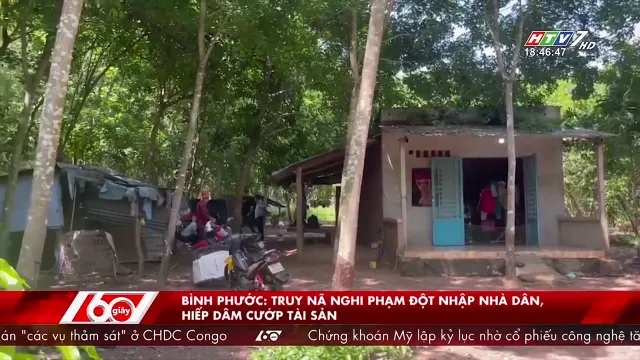 HTV7 HD
18:46:47
60 giây
BÌNH PHƯỚC: TRUY NÃ NGHI PHẠM ĐỘT NHẬP NHÀ DÂN,
HIẾP DÂM CƯỚP TÀI SẢN
án "các vụ thảm sát" ở CHDC Congo Chứng khoán Mỹ lập kỷ lục nhờ cổ phiếu công nghệ tă